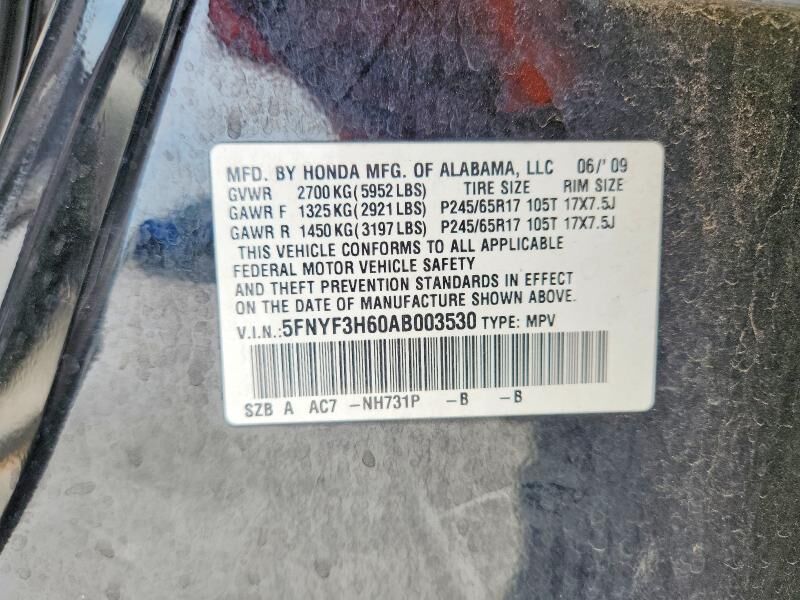 MFD. BY HONDA MFG. OF ALABAMA, LLC 06/'09
GVWR 2700 KG (5952 LBS) TIRE SIZE RIM SIZE
GAWR F 1325 KG (2921 LBS) P245/65R17 105T 17X7.5J
GAWR R 1450 KG (3197 LBS) P245/65R17 105T 17X7.5J
THIS VEHICLE CONFORMS TO ALL APPLICABLE
FEDERAL MOTOR VEHICLE SAFETY
AND THEFT PREVENTION STANDARDS IN EFFECT
ON THE DATE OF MANUFACTURE SHOWN ABOVE.
V.I.N.: 5FNYF3H60AB003530 TYPE: MPV
SZB A AC7 -NH731P -B -B